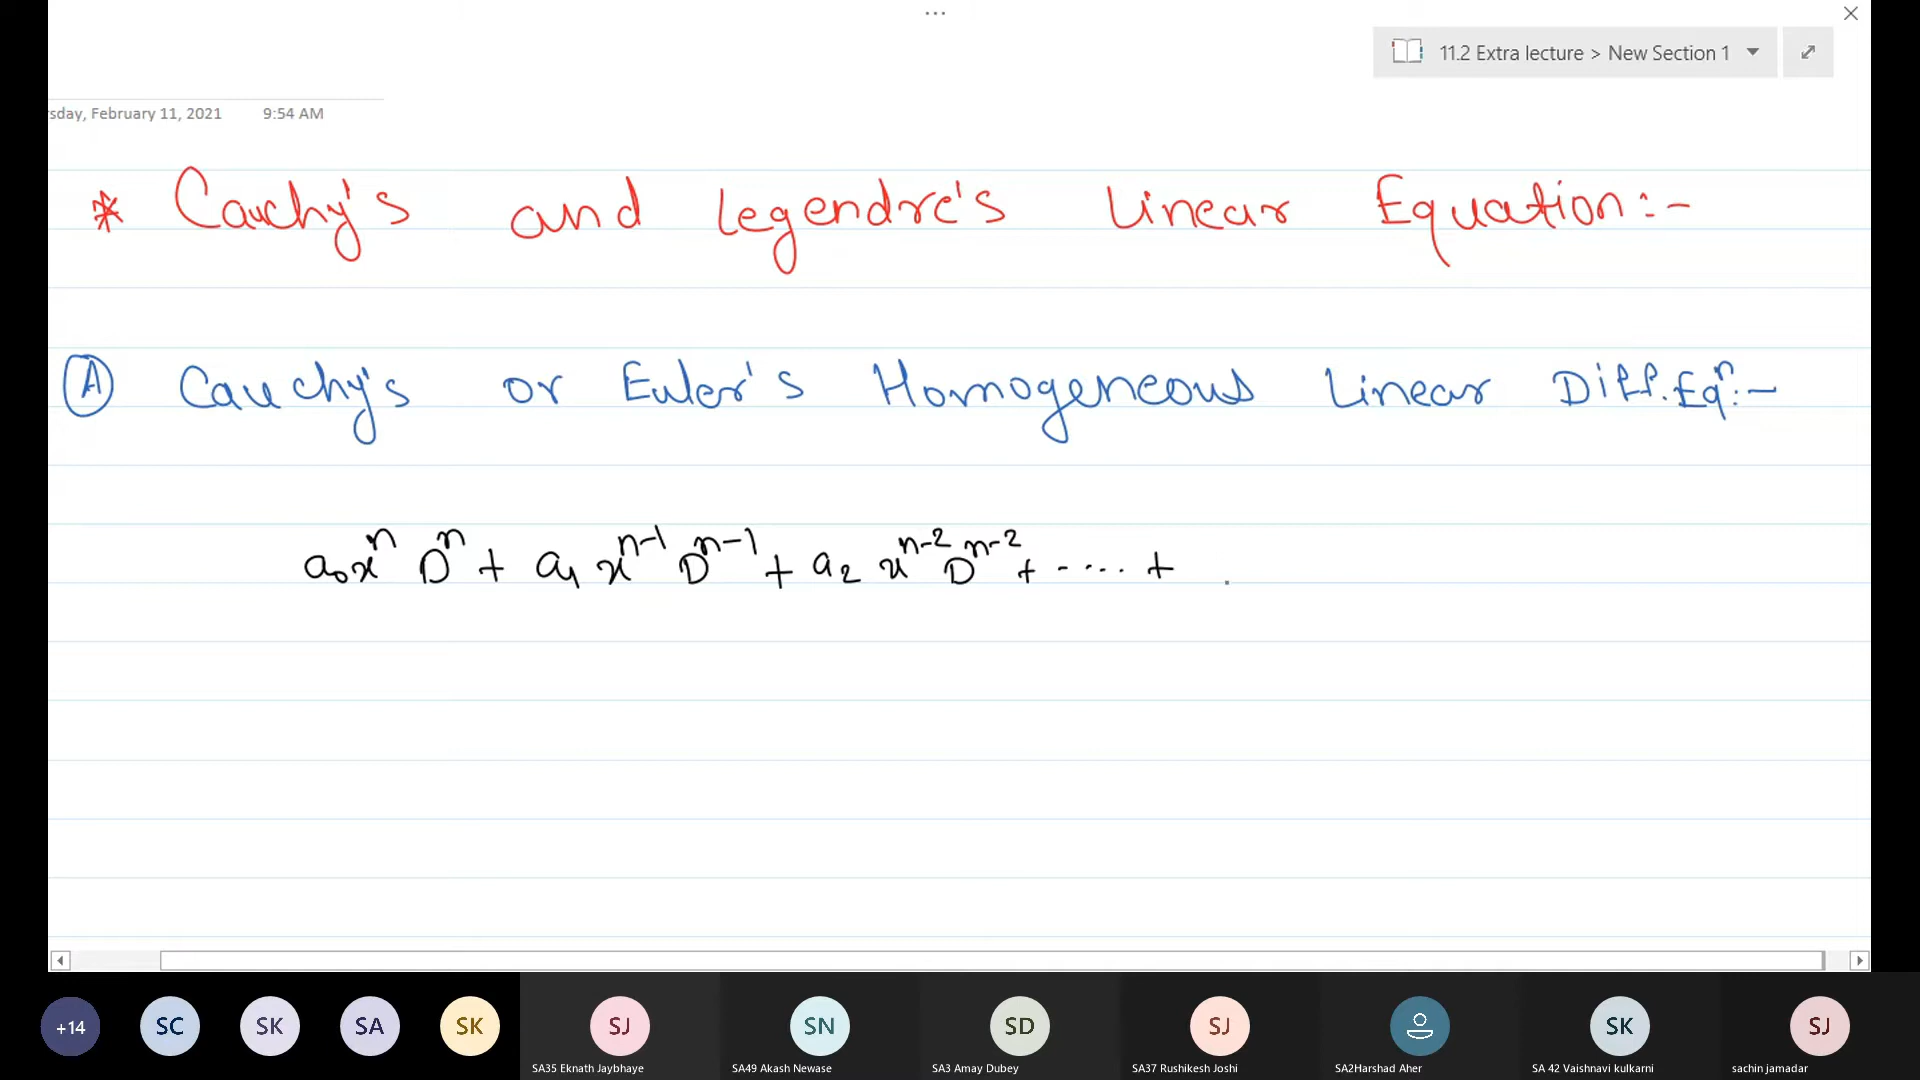 ...
11.2 Extra lecture > New Section 1
sday, February 11, 2021 9:54 AM
* Cauchy's and Legendre's Linear Equation:-
(A) Cauchy's or Euler's Homogeneous Linear Diff. Eqⁿ:-
a₀xⁿ Dⁿ + a₁ xⁿ⁻¹ Dⁿ⁻¹ + a₂ xⁿ⁻² Dⁿ⁻² + ..... +
+14 SC SK SA SK SJ SN SD SJ SK SJ
SA35 Eknath Jaybhaye SA49 Akash Newase SA3 Amay Dubey SA37 Rushikesh Joshi SA2Harshad Aher SA 42 Vaishnavi kulkarni sachin jamadar